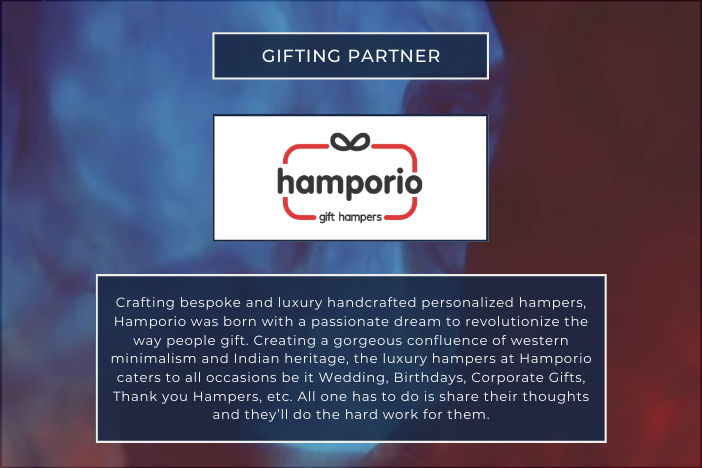 GIFTING PARTNER
hamporio
gift hampers
Crafting bespoke and luxury handcrafted personalized hampers,
Hamporio was born with a passionate dream to revolutionize the
way people gift. Creating a gorgeous confluence of western
minimalism and Indian heritage, the luxury hampers at Hamporio
caters to all occasions be it Wedding, Birthdays, Corporate Gifts,
Thank you Hampers, etc. All one has to do is share their thoughts
and they'll do the hard work for them.